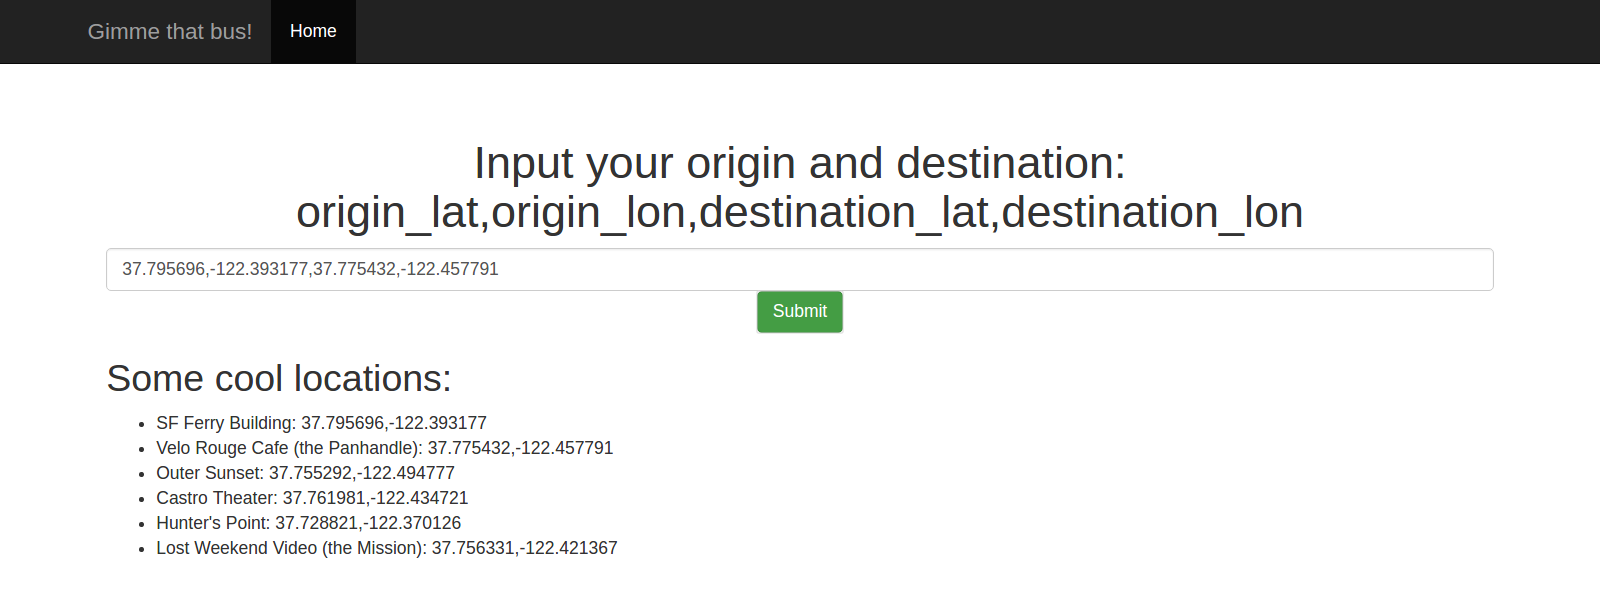 Gimme that bus! Home
Input your origin and destination:
origin_lat,origin_lon,destination_lat,destination_lon
37.795696,-122.393177,37.775432,-122.457791
Submit
Some cool locations:
SF Ferry Building: 37.795696,-122.393177
Velo Rouge Cafe (the Panhandle): 37.775432,-122.457791
Outer Sunset: 37.755292,-122.494777
Castro Theater: 37.761981,-122.434721
Hunter's Point: 37.728821,-122.370126
Lost Weekend Video (the Mission): 37.756331,-122.421367